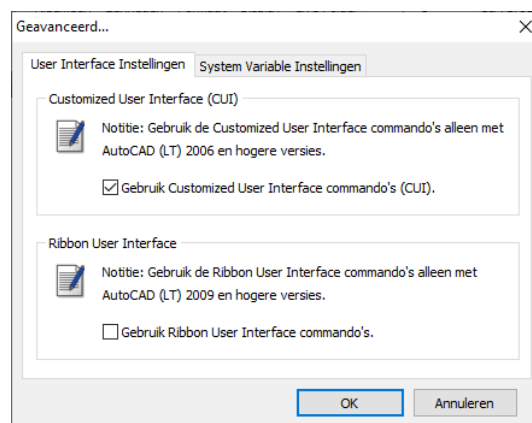 Geavanceerd...
User Interface Instellingen System Variable Instellingen
Customized User Interface (CUI)
Notitie: Gebruik de Customized User Interface commando's alleen met
AutoCAD (LT) 2006 en hogere versies.
Gebruik Customized User Interface commando's (CUI).
Ribbon User Interface
Notitie: Gebruik de Ribbon User Interface commando's alleen met
AutoCAD (LT) 2009 en hogere versies.
Gebruik Ribbon User Interface commando's.
OK Annuleren